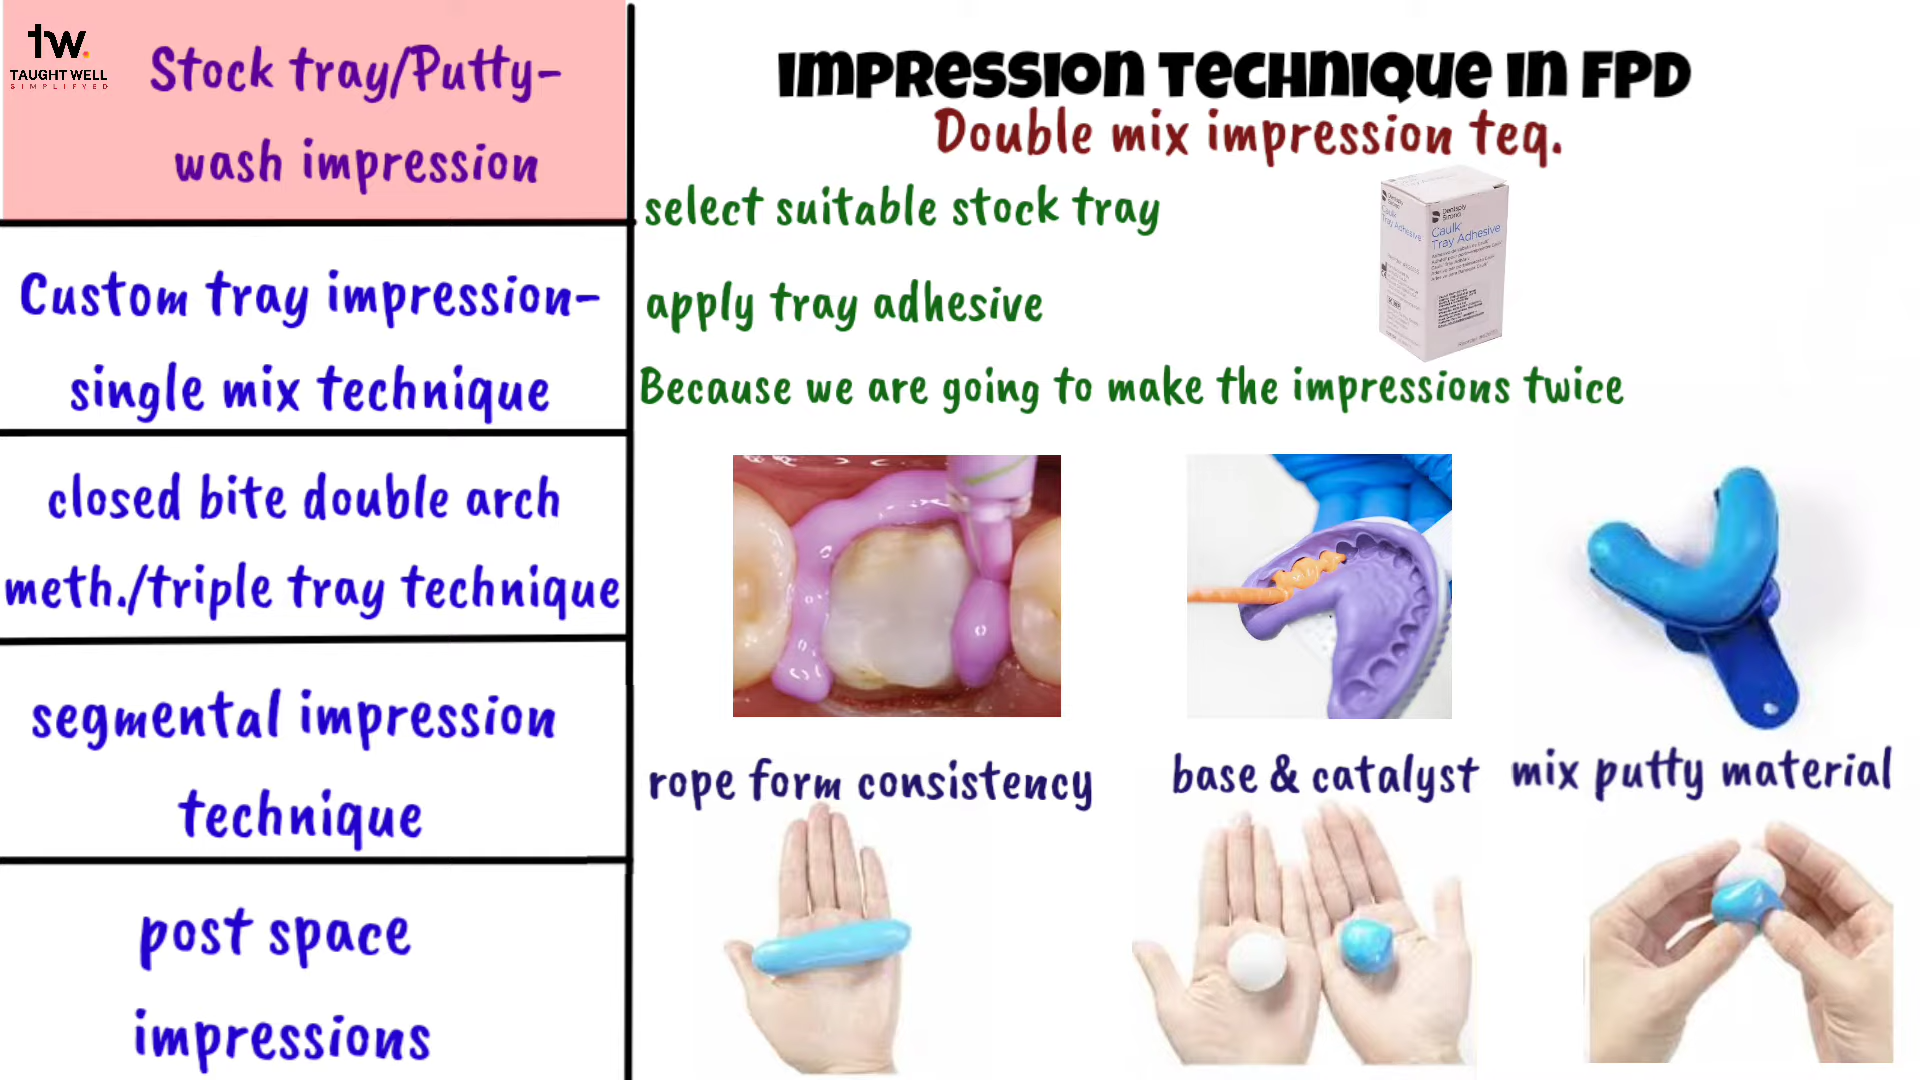 tw.
TAUGHT WELL
SIMPLIFYED
Stock tray/Putty-
wash impression
Custom tray impression-
single mix technique
closed bite double arch
meth./triple tray technique
segmental impression
technique
post space
impressions
Impression Technique in FPD
Double mix impression teq.
select suitable stock tray
apply tray adhesive
Because we are going to make the impressions twice
Dentsply
Sirona
Caulk
Tray Adhesive
rope form consistency
base & catalyst
mix putty material